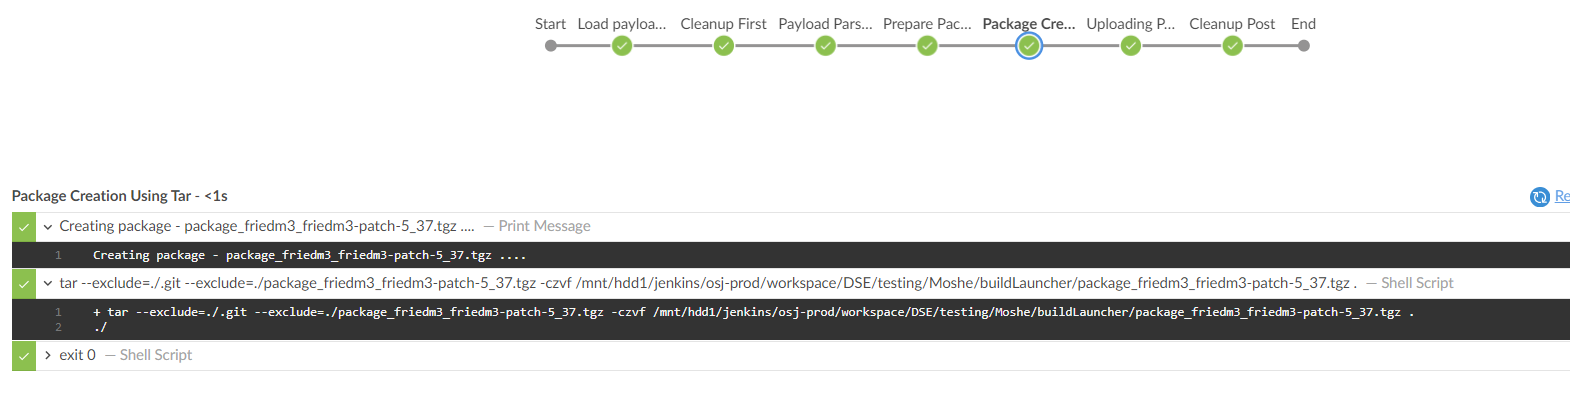 Start Load payloa... Cleanup First Payload Pars... Prepare Pac... Package Cre... Uploading P... Cleanup Post End
Package Creation Using Tar - <1s
Re
Creating package - package_friedm3_friedm3-patch-5_37.tgz .... — Print Message
1 Creating package - package_friedm3_friedm3-patch-5_37.tgz ....
tar --exclude=./.git --exclude=./package_friedm3_friedm3-patch-5_37.tgz -czvf /mnt/hdd1/jenkins/osj-prod/workspace/DSE/testing/Moshe/buildLauncher/package_friedm3_friedm3-patch-5_37.tgz . — Shell Script
1 + tar --exclude=./.git --exclude=./package_friedm3_friedm3-patch-5_37.tgz -czvf /mnt/hdd1/jenkins/osj-prod/workspace/DSE/testing/Moshe/buildLauncher/package_friedm3_friedm3-patch-5_37.tgz .
2 ./
exit 0 — Shell Script